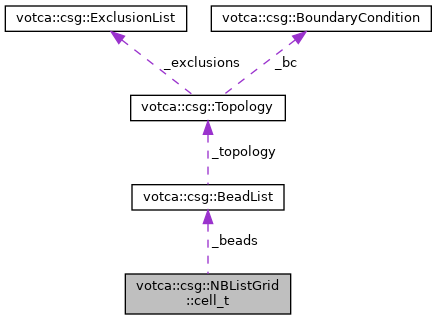 votca::csg::ExclusionList
votca::csg::BoundaryCondition
_exclusions
_bc
votca::csg::Topology
_topology
votca::csg::BeadList
_beads
votca::csg::NBListGrid
::cell_t